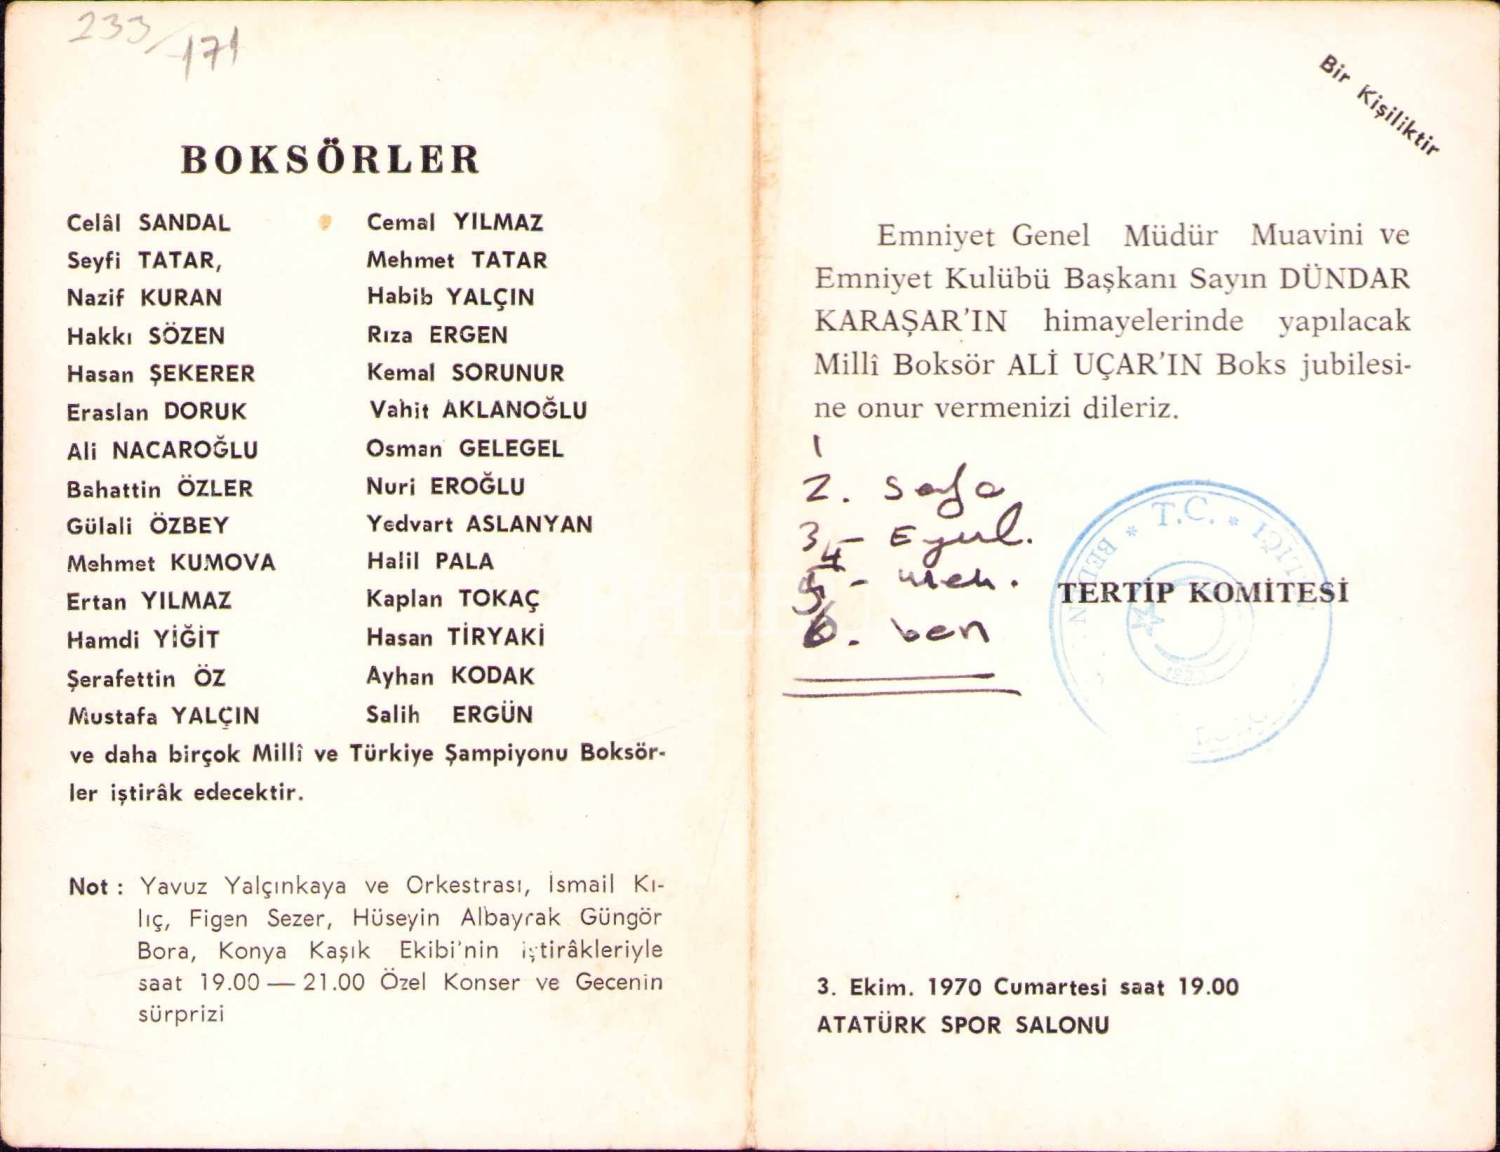 233/171
BOKSÖRLER
Celâl SANDAL Cemal YILMAZ
Seyfi TATAR, Mehmet TATAR
Nazif KURAN Habib YALÇIN
Hakkı SÖZEN Rıza ERGEN
Hasan ŞEKERER Kemal SORUNUR
Eraslan DORUK Vahit AKLANOĞLU
Ali NACAROĞLU Osman GELEGEL
Bahattin ÖZLER Nuri EROĞLU
Gülali ÖZBEY Yedvart ASLANYAN
Mehmet KUMOVA Halil PALA
Ertan YILMAZ Kaplan TOKAÇ
Hamdi YİĞİT Hasan TİRYAKİ
Şerafettin ÖZ Ayhan KODAK
Mustafa YALÇIN Salih ERGÜN
ve daha birçok Millî ve Türkiye Şampiyonu Boksör-
ler iştirâk edecektir.
Not : Yavuz Yalçınkaya ve Orkestrası, İsmail Kı-
lıç, Figen Sezer, Hüseyin Albayrak Güngör
Bora, Konya Kaşık Ekibi'nin iştirâkleriyle
saat 19.00 — 21.00 Özel Konser ve Gecenin
sürprizi
Bir Kişiliktir
Emniyet Genel Müdür Muavini ve
Emniyet Kulübü Başkanı Sayın DÜNDAR
KARAŞAR'IN himayelerinde yapılacak
Millî Boksör ALİ UÇAR'IN Boks jubilesi-
ne onur vermenizi dileriz.
1
2.
3 -
4
5 -
6. ben
T.C.
TERTİP KOMİTESİ
3. Ekim. 1970 Cumartesi saat 19.00
ATATÜRK SPOR SALONU